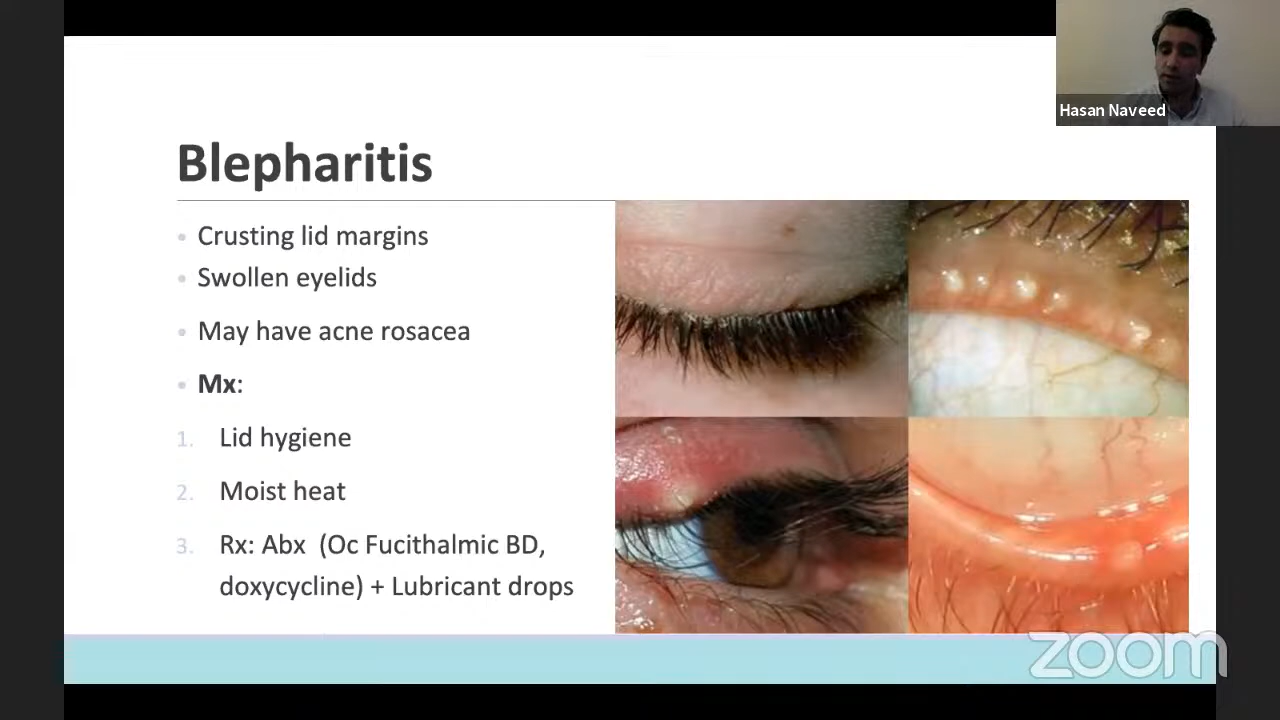 Hasan Naveed
Blepharitis
• Crusting lid margins
• Swollen eyelids
• May have acne rosacea
• Mx:
1. Lid hygiene
2. Moist heat
3. Rx: Abx (Oc Fucithalmic BD,
doxycycline) + Lubricant drops
zoom